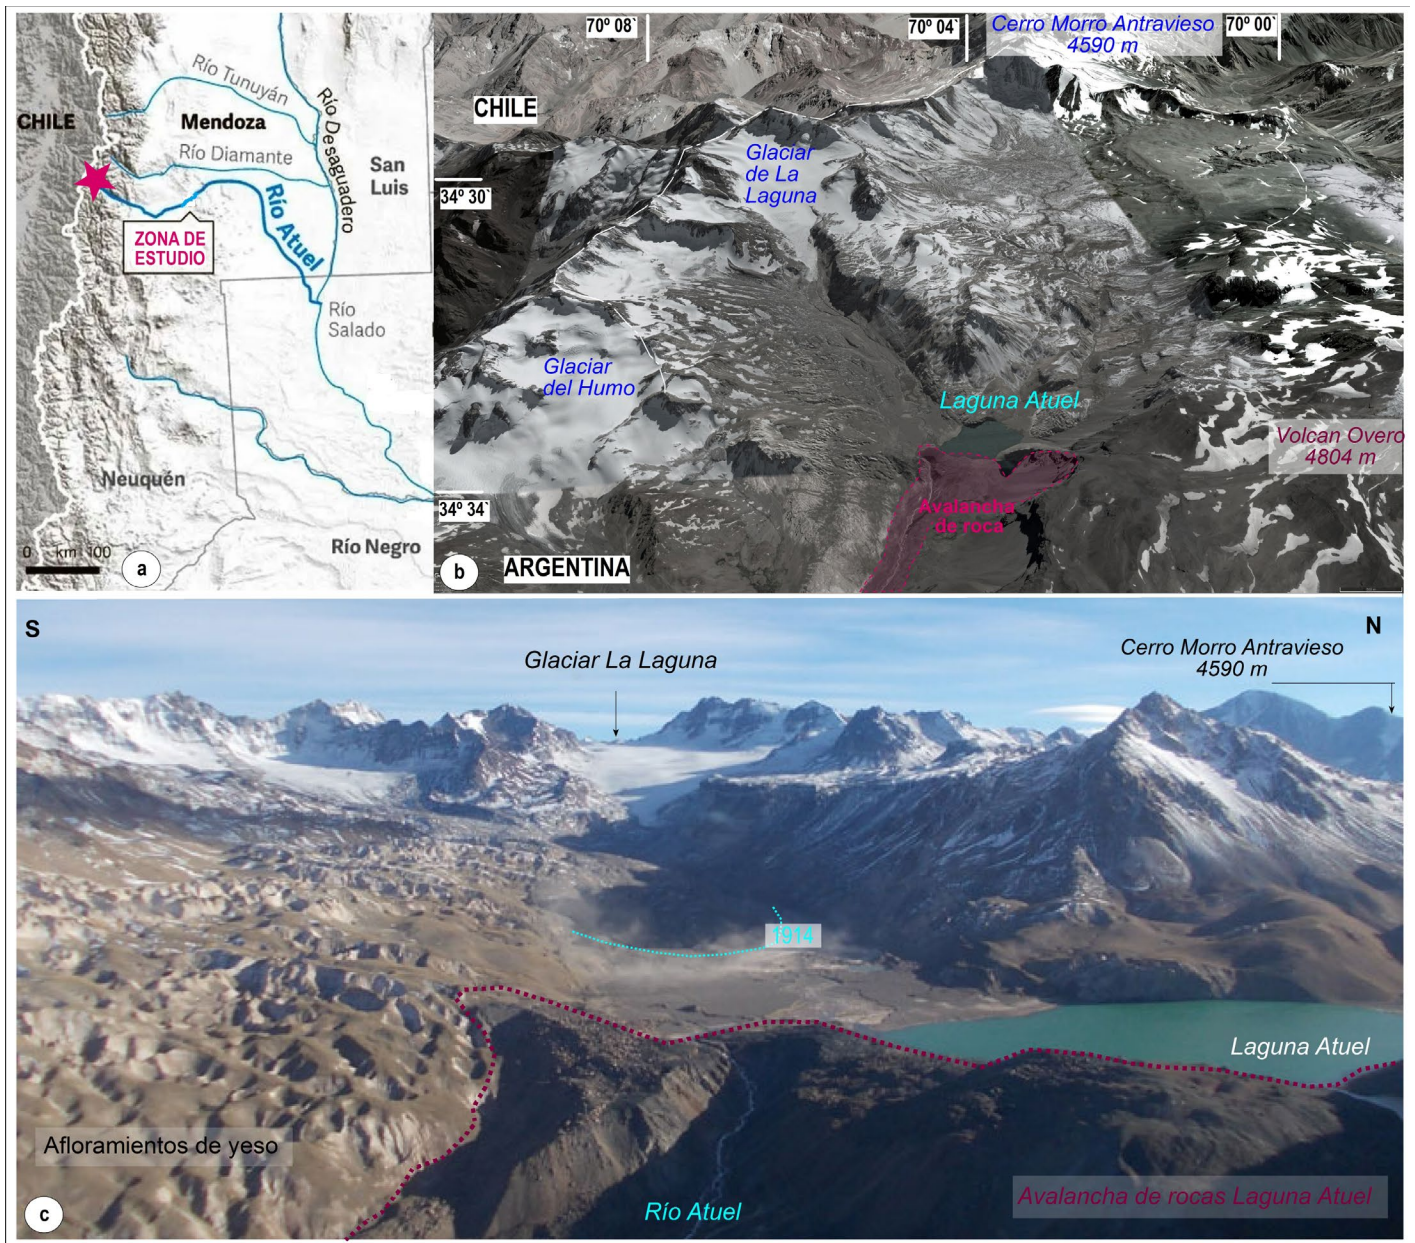 CHILE
Río Tunuyán
Mendoza
Río Diamante
Río Desaguadero
San
Luis
Río Atuel
ZONA DE
ESTUDIO
Río
Salado
Neuquén
Río Negro
0 km 100
a
70º 08`
70º 04`
70º 00`
Cerro Morro Antravieso
4590 m
CHILE
Glaciar
de La
Laguna
34º 30`
Glaciar
del Humo
Laguna Atuel
Volcan Overo
4804 m
34º 34`
Avalancha
de roca
ARGENTINA
b
S
N
Glaciar La Laguna
Cerro Morro Antravieso
4590 m
1914
Laguna Atuel
Afloramientos de yeso
Río Atuel
Avalancha de rocas Laguna Atuel
c